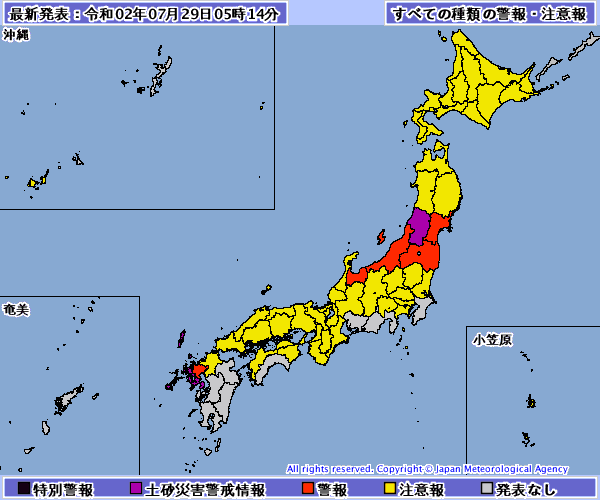 最新発表：令和02年07月29日05時14分
すべての種類の警報・注意報
沖縄
奄美
小笠原
All rights reserved. Copyright © Japan Meteorological Agency
特別警報 土砂災害警戒情報 警報 注意報 発表なし